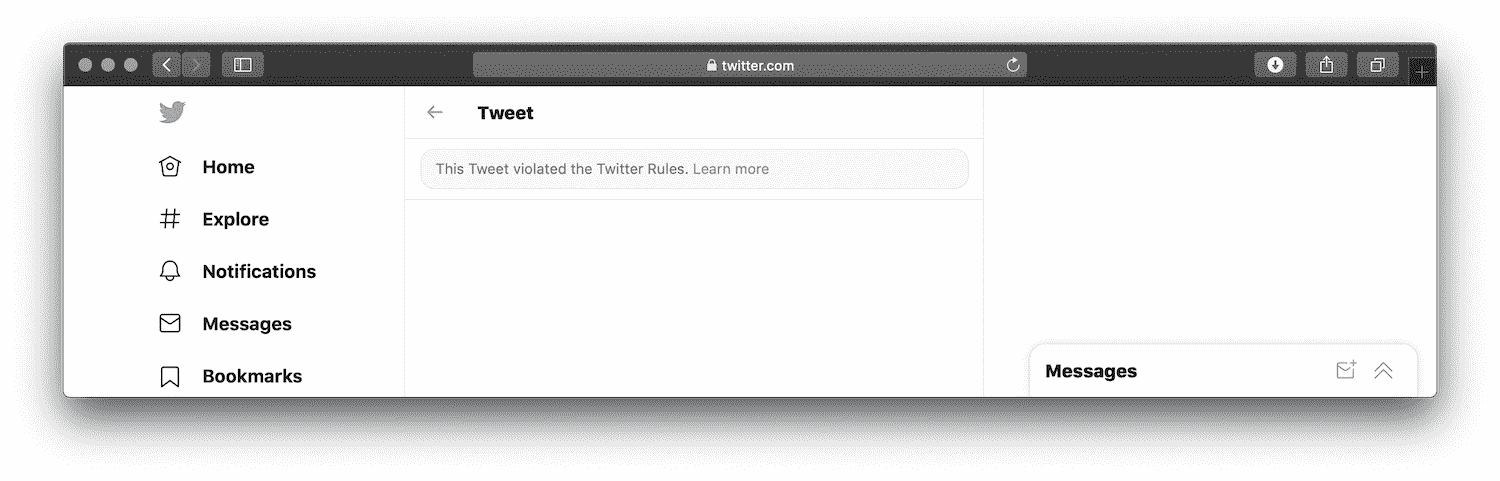 twitter.com
Tweet
This Tweet violated the Twitter Rules. Learn more
Home
Explore
Notifications
Messages
Bookmarks
Messages